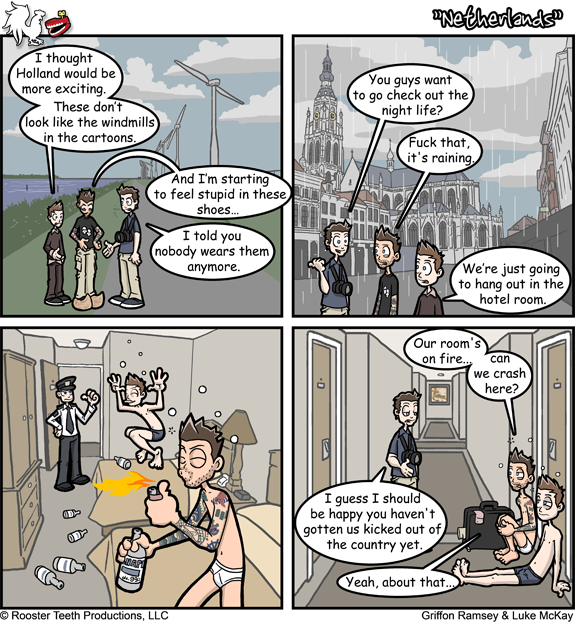 "Netherlands"
I thought
Holland would be
more exciting.
These don't
look like the windmills
in the cartoons.
And I'm starting
to feel stupid in these
shoes...
I told you
nobody wears them
anymore.
You guys want
to go check out the
night life?
Fuck that,
it's raining.
We're just going
to hang out in the
hotel room.
Our room's
on fire...
can
we crash
here?
I guess I should
be happy you haven't
gotten us kicked out of
the country yet.
Yeah, about that...
© Rooster Teeth Productions, LLC
Griffon Ramsey & Luke McKay